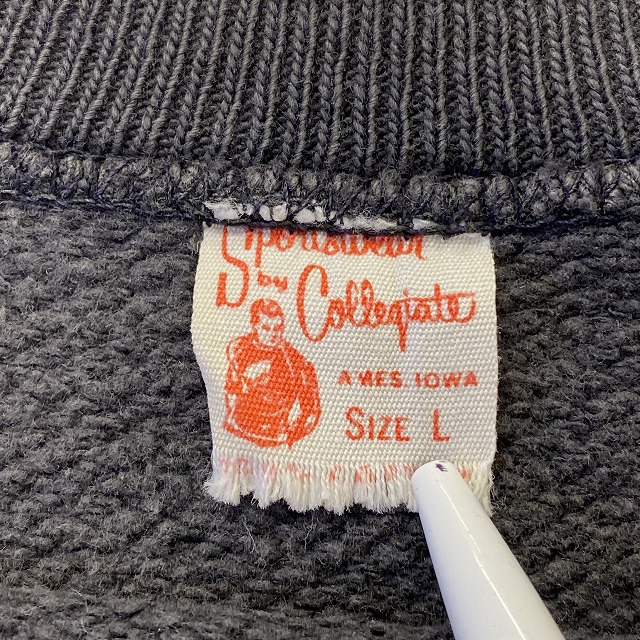 Sportswear
by
Collegiate
AMES, IOWA
SIZE L